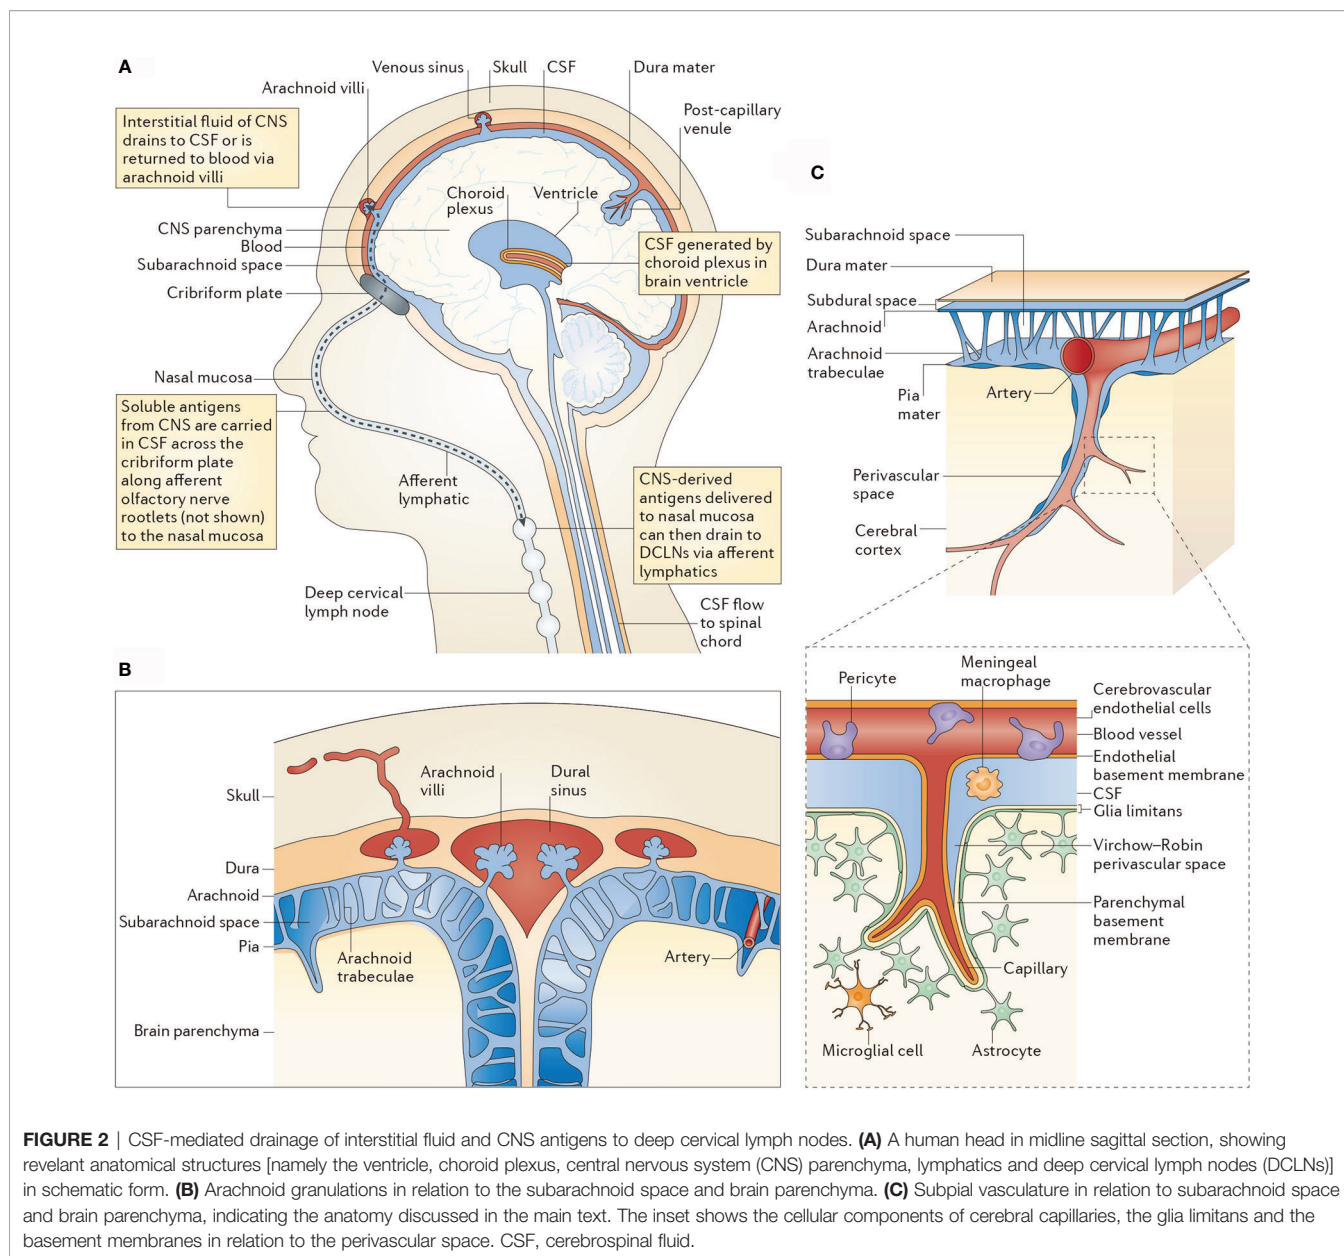 A
Venous sinus
Skull
CSF
Dura mater
Arachnoid villi
Post-capillary
venule
Interstitial fluid of CNS
drains to CSF or is
returned to blood via
arachnoid villi
Choroid
plexus
Ventricle
CNS parenchyma
Blood
Subarachnoid space
Cribriform plate
CSF generated by
choroid plexus in
brain ventricle
Nasal mucosa
Soluble antigens
from CNS are carried
in CSF across the
cribriform plate
along afferent
olfactory nerve
rootlets (not shown)
to the nasal mucosa
Afferent
lymphatic
CNS-derived
antigens delivered
to nasal mucosa
can then drain to
DCLNs via afferent
lymphatics
Deep cervical
lymph node
CSF flow
to spinal
chord
B
Skull
Arachnoid
villi
Dural
sinus
Dura
Arachnoid
Subarachnoid space
Pia
Arachnoid
trabeculae
Artery
Brain parenchyma
C
Subarachnoid space
Dura mater
Subdural space
Arachnoid
Arachnoid
trabeculae
Pia
mater
Artery
Perivascular
space
Cerebral
cortex
Pericyte
Meningeal
macrophage
Cerebrovascular
endothelial cells
Blood vessel
Endothelial
basement membrane
CSF
Glia limitans
Virchow–Robin
perivascular space
Parenchymal
basement
membrane
Capillary
Microglial cell
Astrocyte
FIGURE 2 | CSF-mediated drainage of interstitial fluid and CNS antigens to deep cervical lymph nodes. (A) A human head in midline sagittal section, showing
revelant anatomical structures [namely the ventricle, choroid plexus, central nervous system (CNS) parenchyma, lymphatics and deep cervical lymph nodes (DCLNs)]
in schematic form. (B) Arachnoid granulations in relation to the subarachnoid space and brain parenchyma. (C) Subpial vasculature in relation to subarachnoid space
and brain parenchyma, indicating the anatomy discussed in the main text. The inset shows the cellular components of cerebral capillaries, the glia limitans and the
basement membranes in relation to the perivascular space. CSF, cerebrospinal fluid.